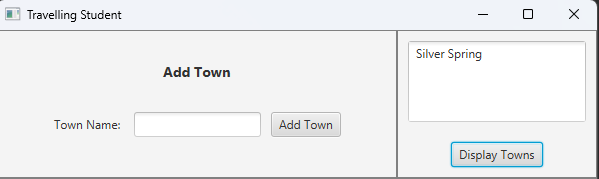 Travelling Student
Add Town
Town Name:
Add Town
Silver Spring
Display Towns